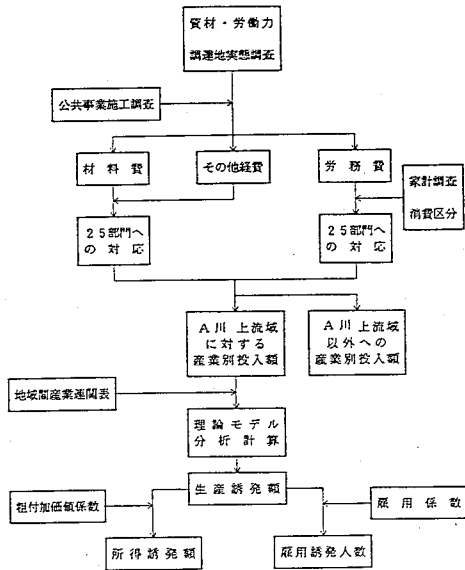 資材・労働力
調達地実態調査
公共事業施工調査
材料費
その他経費
労務費
家計調査
消費区分
25部門へ
の対応
25部門へ
の対応
A川上流域
に対する
産業別投入額
A川上流域
以外への
産業別投入額
地域間産業連関表
理論モデル
分析計算
生産誘発額
粗付加価値係数
雇用係数
所得誘発額
雇用誘発人数